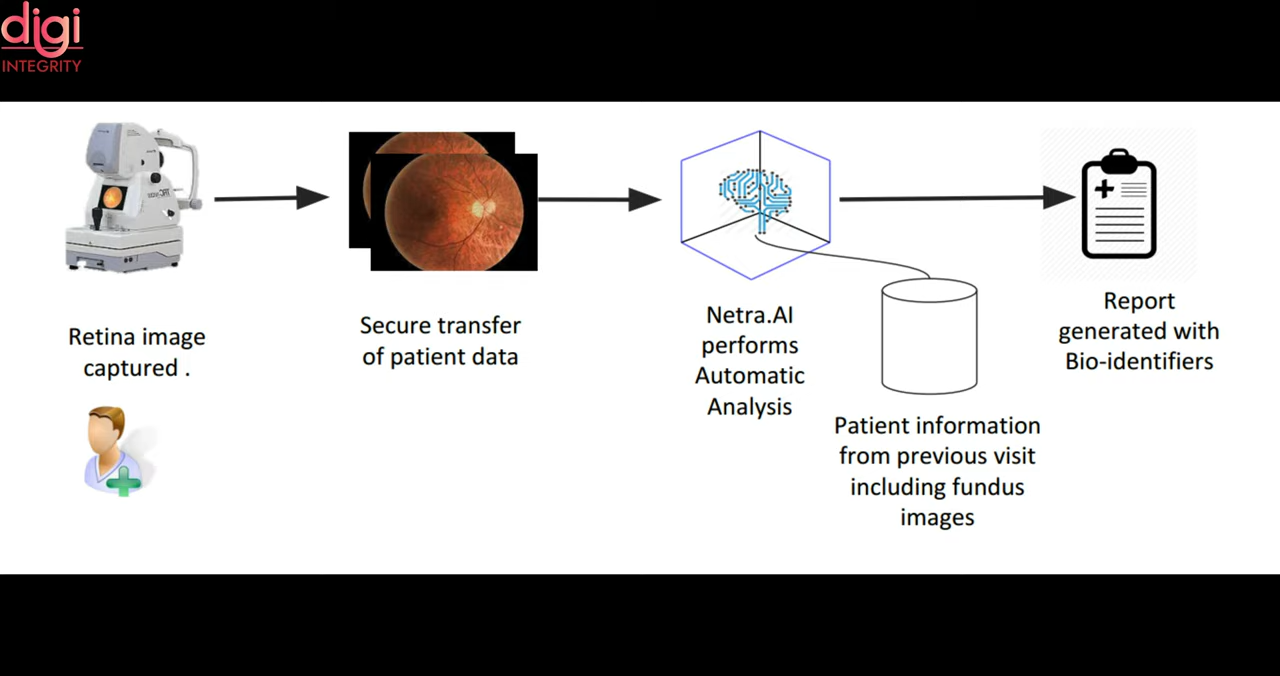 digi
INTEGRITY
Retina image
captured .
Secure transfer
of patient data
Netra.AI
performs
Automatic
Analysis
Patient information
from previous visit
including fundus
images
Report
generated with
Bio-identifiers